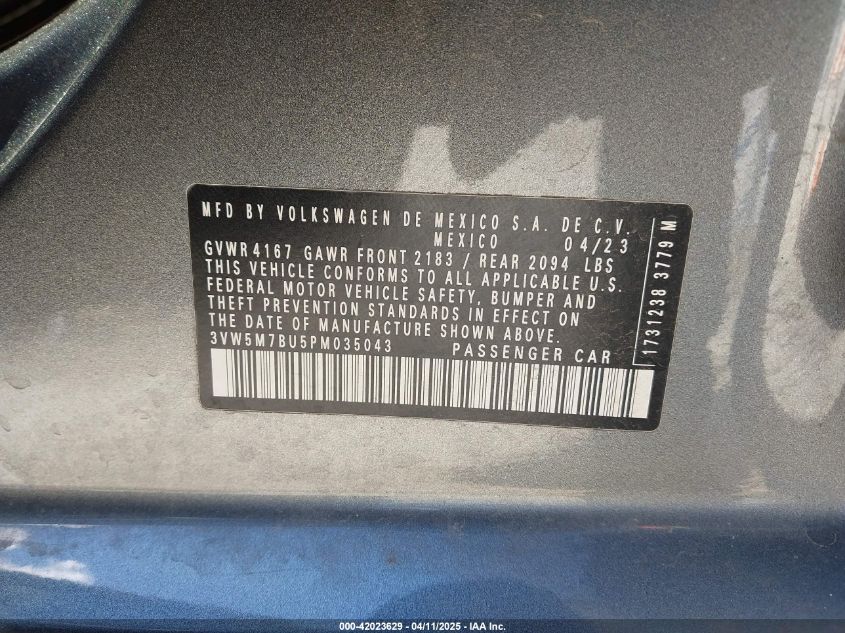 MFD BY VOLKSWAGEN DE MEXICO S.A. DE C.V.
MEXICO 04/23
GVWR 4167 GAWR FRONT 2183 / REAR 2094 LBS
THIS VEHICLE CONFORMS TO ALL APPLICABLE U.S.
FEDERAL MOTOR VEHICLE SAFETY, BUMPER AND
THEFT PREVENTION STANDARDS IN EFFECT ON
THE DATE OF MANUFACTURE SHOWN ABOVE.
3VW5M7BU5PM035043 PASSENGER CAR
1731238 3779 M
000-42023629 - 04/11/2025 - IAA Inc.